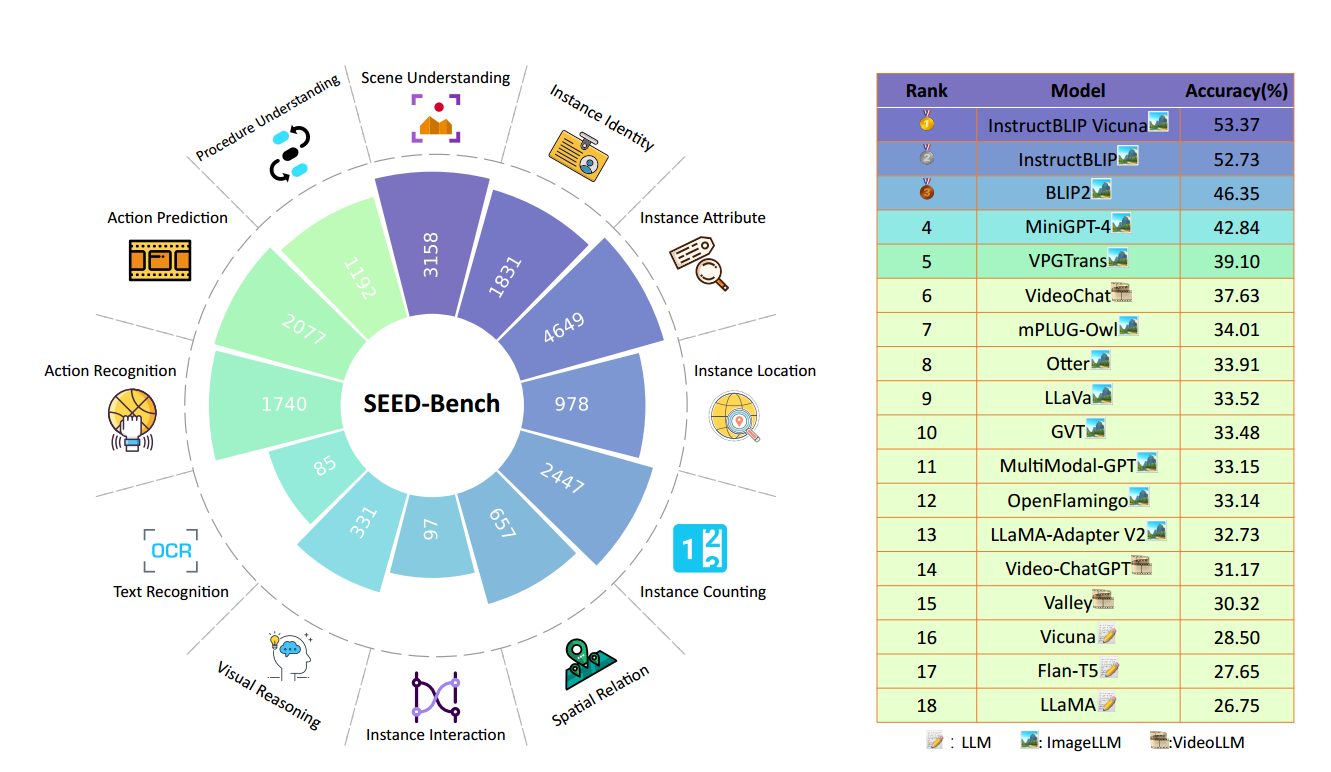 Scene Understanding
3158
Instance Identity
1831
Instance Attribute
4649
Instance Location
978
Instance Counting
2447
Spatial Relation
657
Instance Interaction
97
Visual Reasoning
331
Text Recognition
OCR
85
Action Recognition
1740
Action Prediction
2077
Procedure Understanding
1192
SEED-Bench
1 2
3
Rank Model Accuracy(%)
1 InstructBLIP Vicuna 53.37
2 InstructBLIP 52.73
3 BLIP2 46.35
4 MiniGPT-4 42.84
5 VPGTrans 39.10
6 VideoChat 37.63
7 mPLUG-Owl 34.01
8 Otter 33.91
9 LLaVa 33.52
10 GVT 33.48
11 MultiModal-GPT 33.15
12 OpenFlamingo 33.14
13 LLaMA-Adapter V2 32.73
14 Video-ChatGPT 31.17
15 Valley 30.32
16 Vicuna 28.50
17 Flan-T5 27.65
18 LLaMA 26.75
: LLM : ImageLLM :VideoLLM